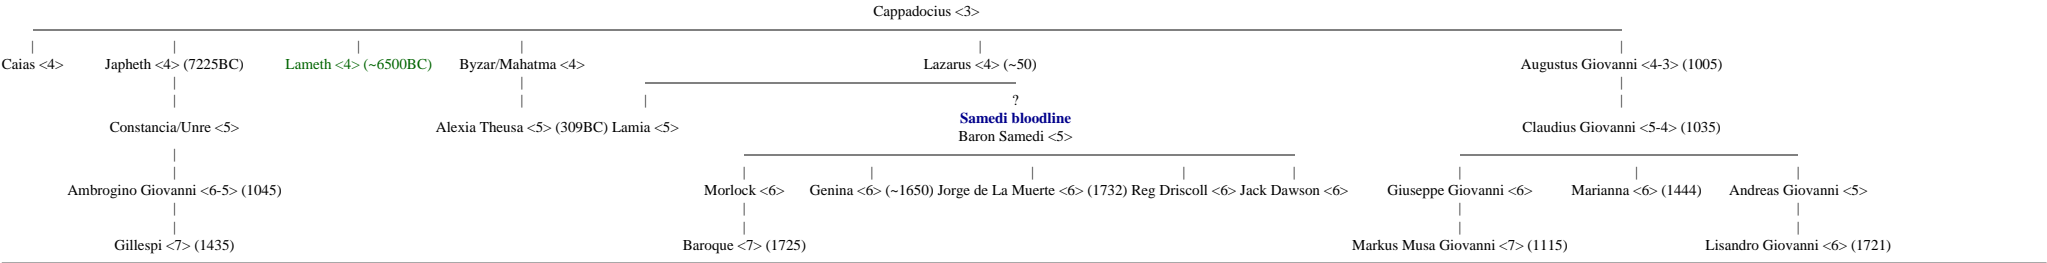 Cappadocius <3>
Caias <4> Japheth <4> (7225BC) Lameth <4> (~6500BC) Byzar/Mahatma <4> Lazarus <4> (~50) Augustus Giovanni <4-3> (1005)
?
Samedi bloodline
Constancia/Unre <5> Alexia Theusa <5> (309BC) Lamia <5> Baron Samedi <5> Claudius Giovanni <5-4> (1035)
Ambrogino Giovanni <6-5> (1045) Morlock <6> Genina <6> (~1650) Jorge de La Muerte <6> (1732) Reg Driscoll <6> Jack Dawson <6> Giuseppe Giovanni <6> Marianna <6> (1444) Andreas Giovanni <5>
Gillespi <7> (1435) Baroque <7> (1725) Markus Musa Giovanni <7> (1115) Lisandro Giovanni <6> (1721)